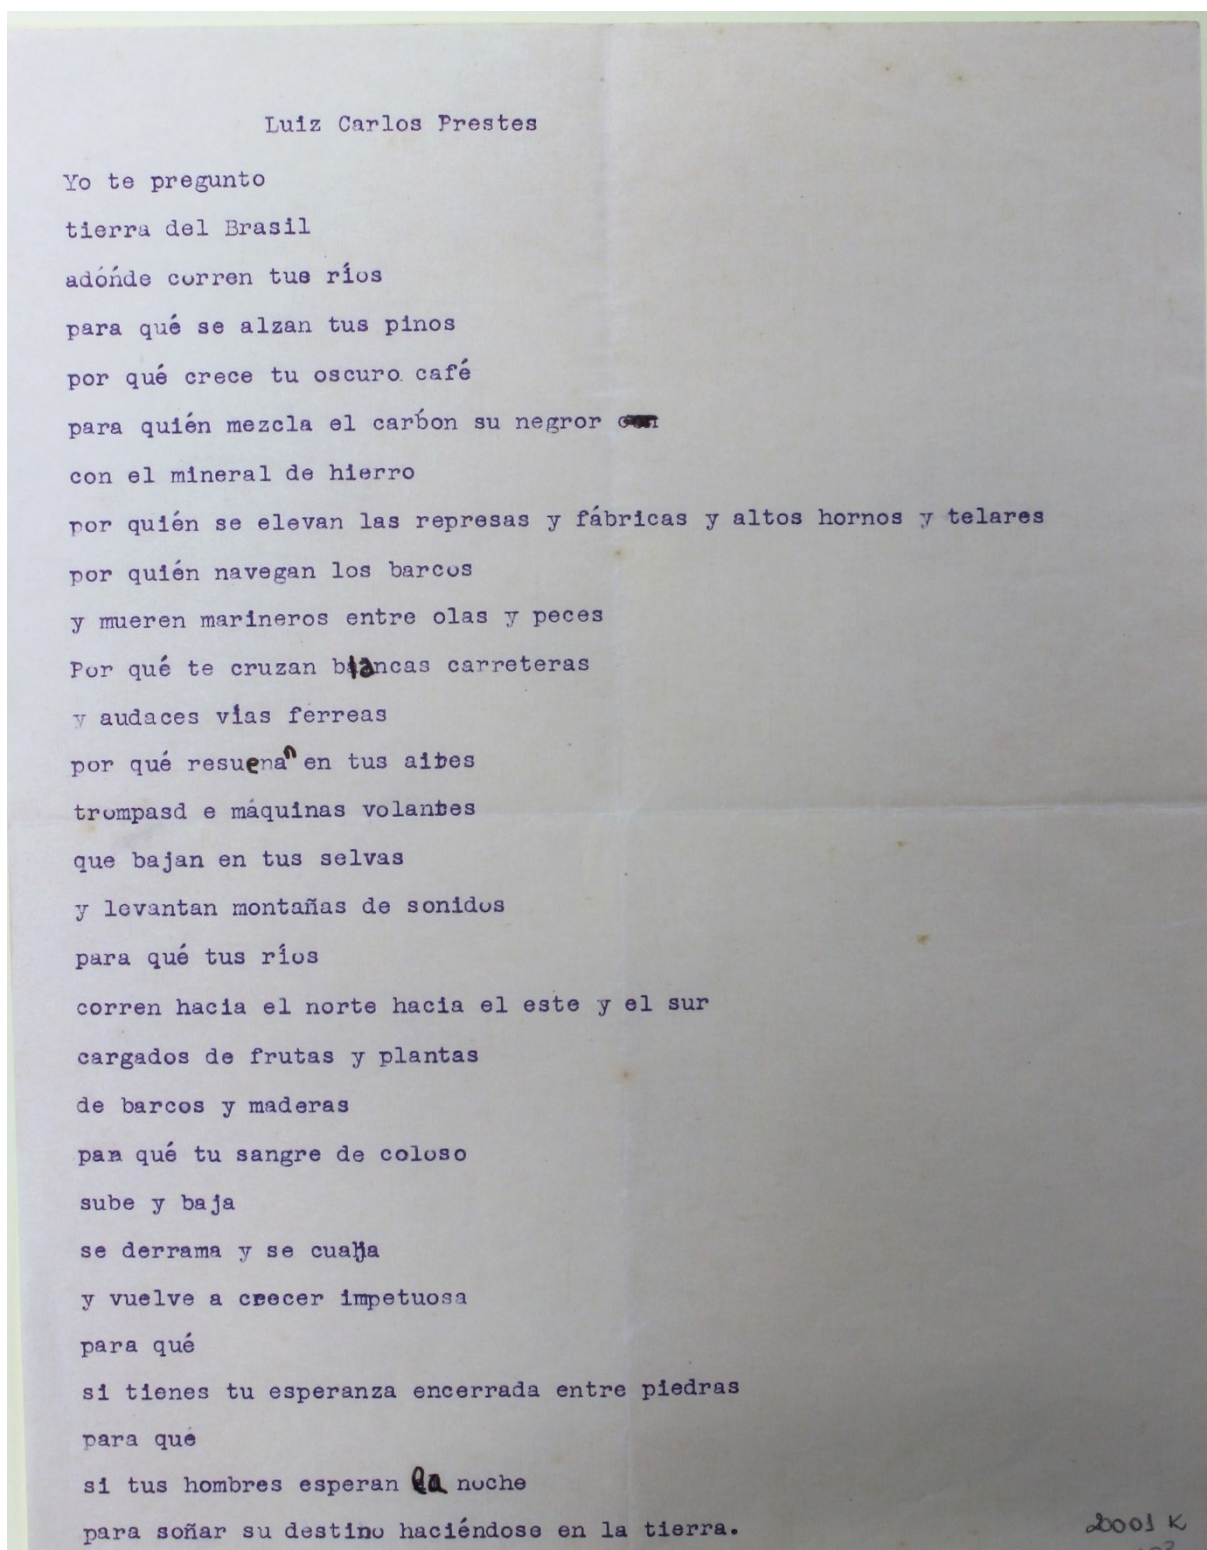 Luiz Carlos Prestes
Yo te pregunto
tierra del Brasil
adónde corren tus ríos
para qué se alzan tus pinos
por qué crece tu oscuro café
para quién mezcla el carbón su negror
con el mineral de hierro
por quién se elevan las represas y fábricas y altos hornos y telares
por quién navegan los barcos
y mueren marineros entre olas y peces
Por qué te cruzan blancas carreteras
y audaces vías férreas
por qué resuenan en tus aires
trompasd e máquinas volantes
que bajan en tus selvas
y levantan montañas de sonidos
para qué tus ríos
corren hacia el norte hacia el este y el sur
cargados de frutas y plantas
de barcos y maderas
para qué tu sangre de coloso
sube y baja
se derrama y se cuaja
y vuelve a crecer impetuosa
para qué
si tienes tu esperanza encerrada entre piedras
para qué
si tus hombres esperan la noche
para soñar su destino haciéndose en la tierra.
20001 K